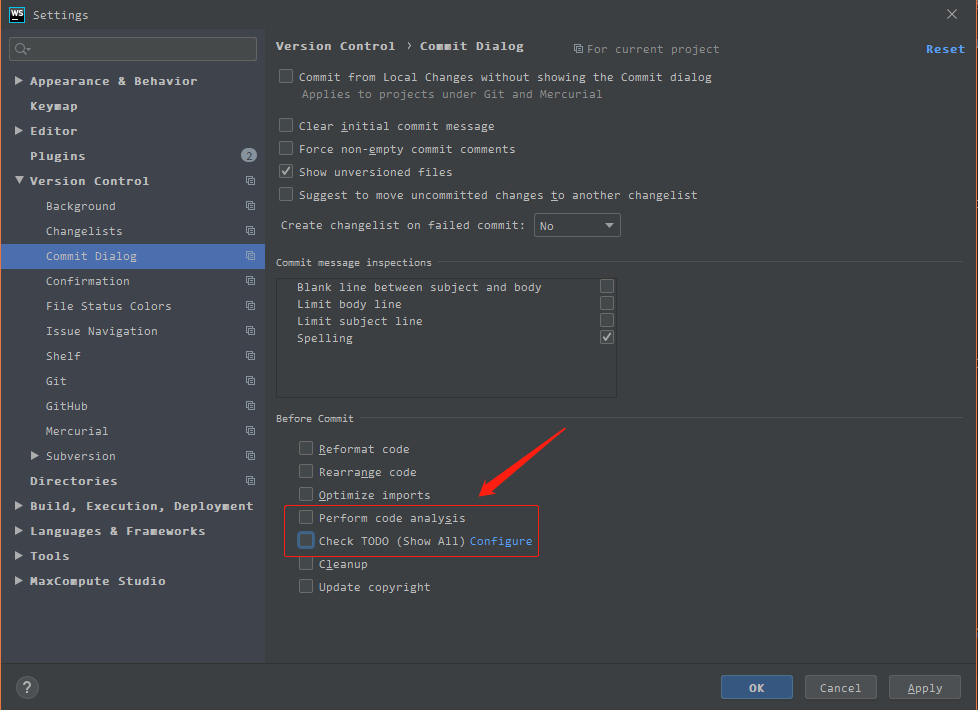 WS Settings
Version Control › Commit Dialog For current project Reset
Appearance & Behavior
Keymap
Editor
Plugins 2
Version Control
Background
Changelists
Commit Dialog
Confirmation
File Status Colors
Issue Navigation
Shelf
Git
GitHub
Mercurial
Subversion
Directories
Build, Execution, Deployment
Languages & Frameworks
Tools
MaxCompute Studio
Commit from Local Changes without showing the Commit dialog
Applies to projects under Git and Mercurial
Clear initial commit message
Force non-empty commit comments
Show unversioned files
Suggest to move uncommitted changes to another changelist
Create changelist on failed commit: No
Commit message inspections
Blank line between subject and body
Limit body line
Limit subject line
Spelling
Before Commit
Reformat code
Rearrange code
Optimize imports
Perform code analysis
Check TODO (Show All) Configure
Cleanup
Update copyright
? OK Cancel Apply